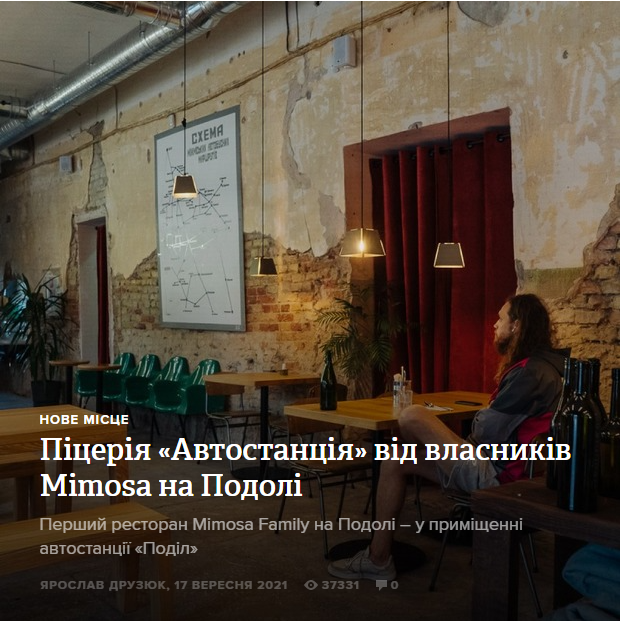 СХЕМА
НОВЕ МІСЦЕ
Піцерія «Автостанція» від власників
Mimosa на Подолі
Перший ресторан Mimosa Family на Подолі – у приміщенні
автостанції «Поділ»
ЯРОСЛАВ ДРУЗЮК, 17 ВЕРЕСНЯ 2021 37331 0